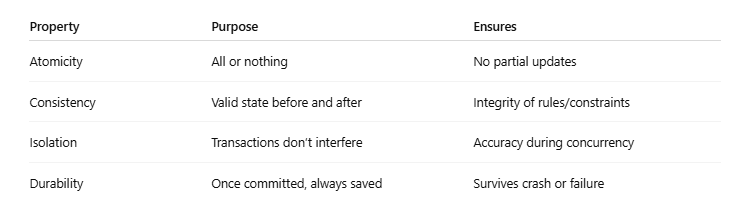 Property Purpose Ensures
Atomicity All or nothing No partial updates
Consistency Valid state before and after Integrity of rules/constraints
Isolation Transactions don't interfere Accuracy during concurrency
Durability Once committed, always saved Survives crash or failure